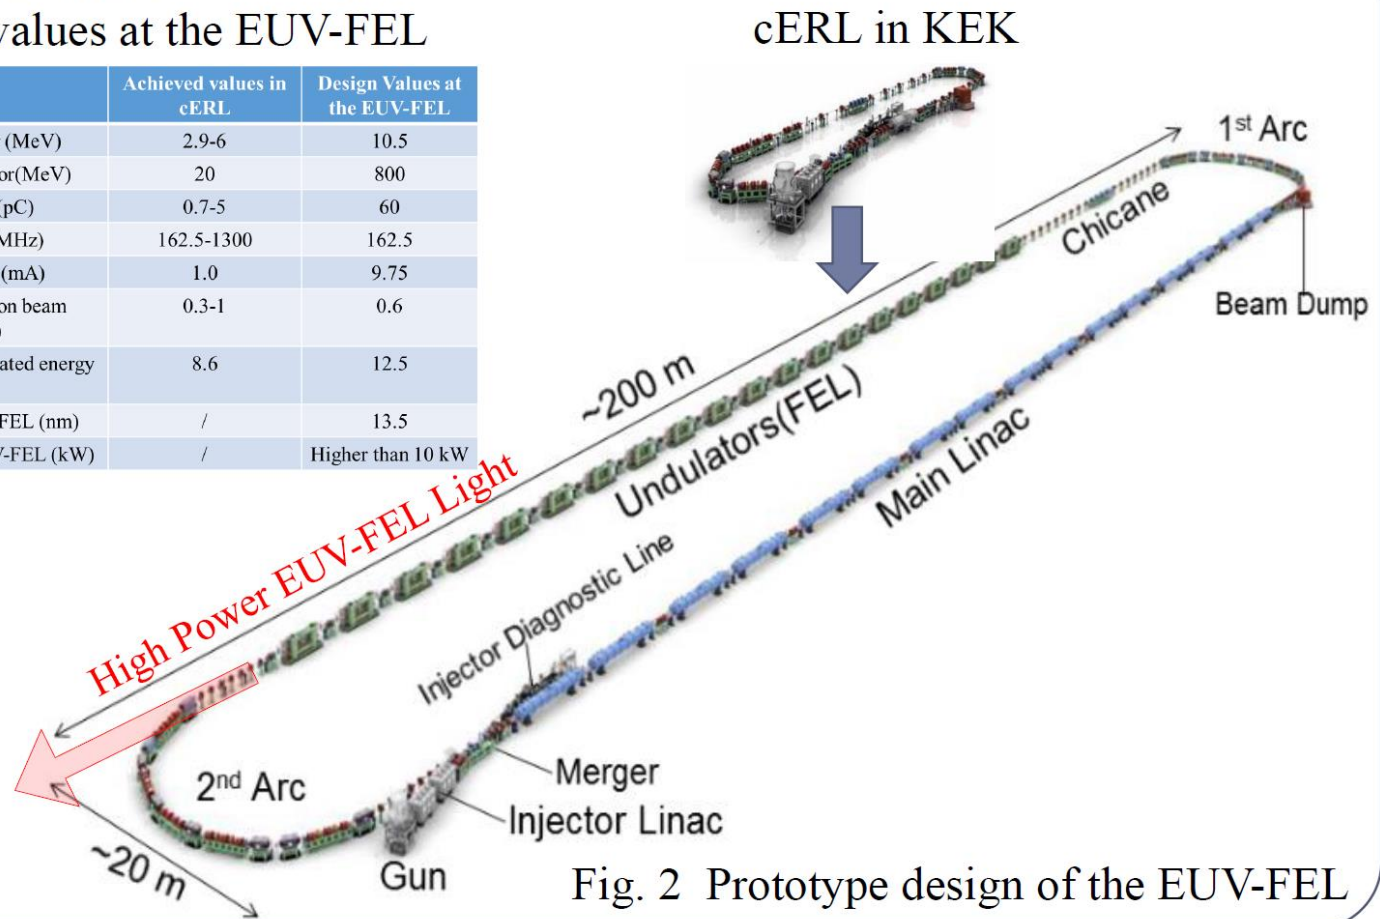 values at the EUV-FEL
Achieved values in cERL
Design Values at the EUV-FEL
(MeV) 2.9-6 10.5
or(MeV) 20 800
(pC) 0.7-5 60
MHz) 162.5-1300 162.5
(mA) 1.0 9.75
on beam
) 0.3-1 0.6
ated energy 8.6 12.5
FEL (nm) / 13.5
V-FEL (kW) / Higher than 10 kW
cERL in KEK
1st Arc
Chicane
Beam Dump
~200 m
Undulators(FEL)
Main Linac
High Power EUV-FEL Light
Injector Diagnostic Line
2nd Arc
Merger
Injector Linac
~20 m
Gun
Fig. 2 Prototype design of the EUV-FEL